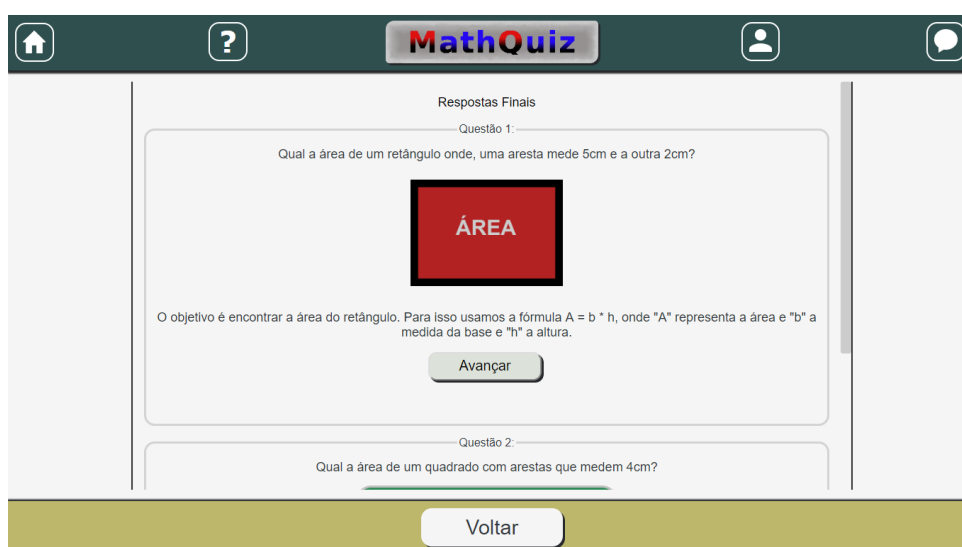 ?
MathQuiz
Respostas Finais
Questão 1:
Qual a área de um retângulo onde, uma aresta mede 5cm e a outra 2cm?
ÁREA
O objetivo é encontrar a área do retângulo. Para isso usamos a fórmula A = b * h, onde "A" representa a área e "b" a
medida da base e "h" a altura.
Avançar
Questão 2:
Qual a área de um quadrado com arestas que medem 4cm?
Voltar